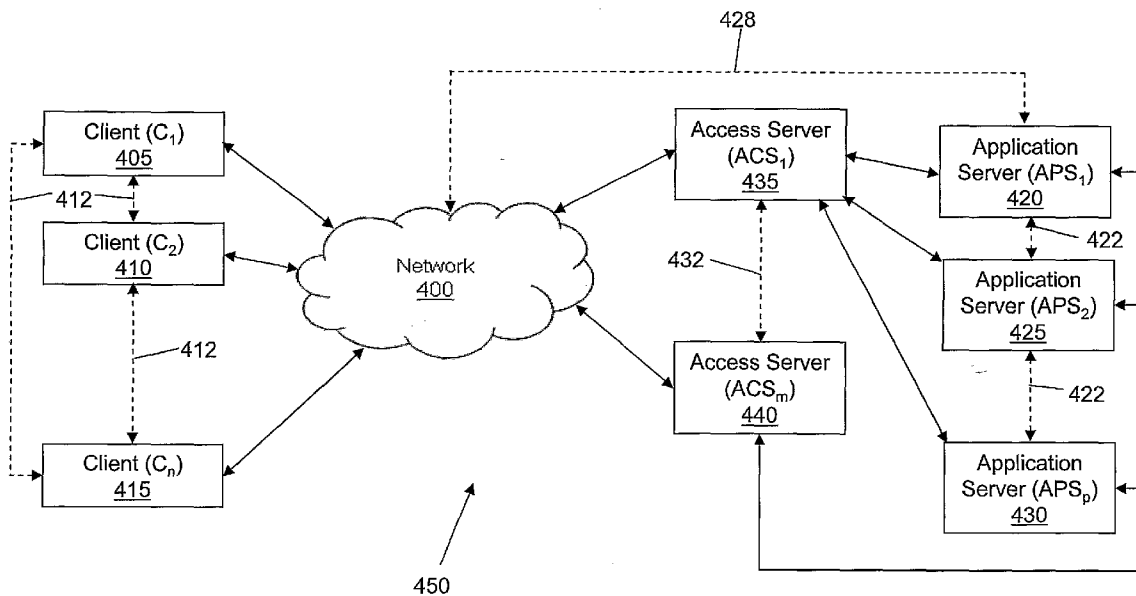 428
Client (C1)
405
412
Client (C2)
410
412
Client (Cn)
415
Network
400
Access Server
(ACS1)
435
432
Access Server
(ACSm)
440
Application
Server (APS1)
420
422
Application
Server (APS2)
425
422
Application
Server (APSp)
430
450